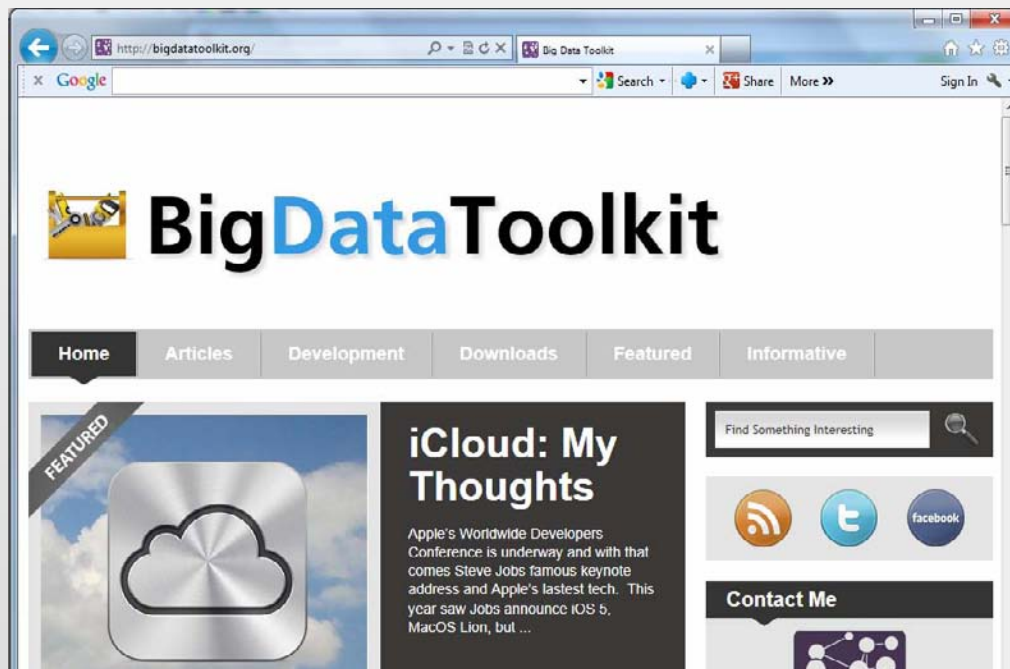 http://bigdatatoolkit.org/
Big Data Toolkit
x Google
Search
Share
More »
Sign In
BigDataToolkit
Home
Articles
Development
Downloads
Featured
Informative
FEATURED
iCloud: My
Thoughts
Apple's Worldwide Developers
Conference is underway and with that
comes Steve Jobs famous keynote
address and Apple's lastest tech. This
year saw Jobs announce iOS 5,
MacOS Lion, but ...
Find Something Interesting
facebook
Contact Me